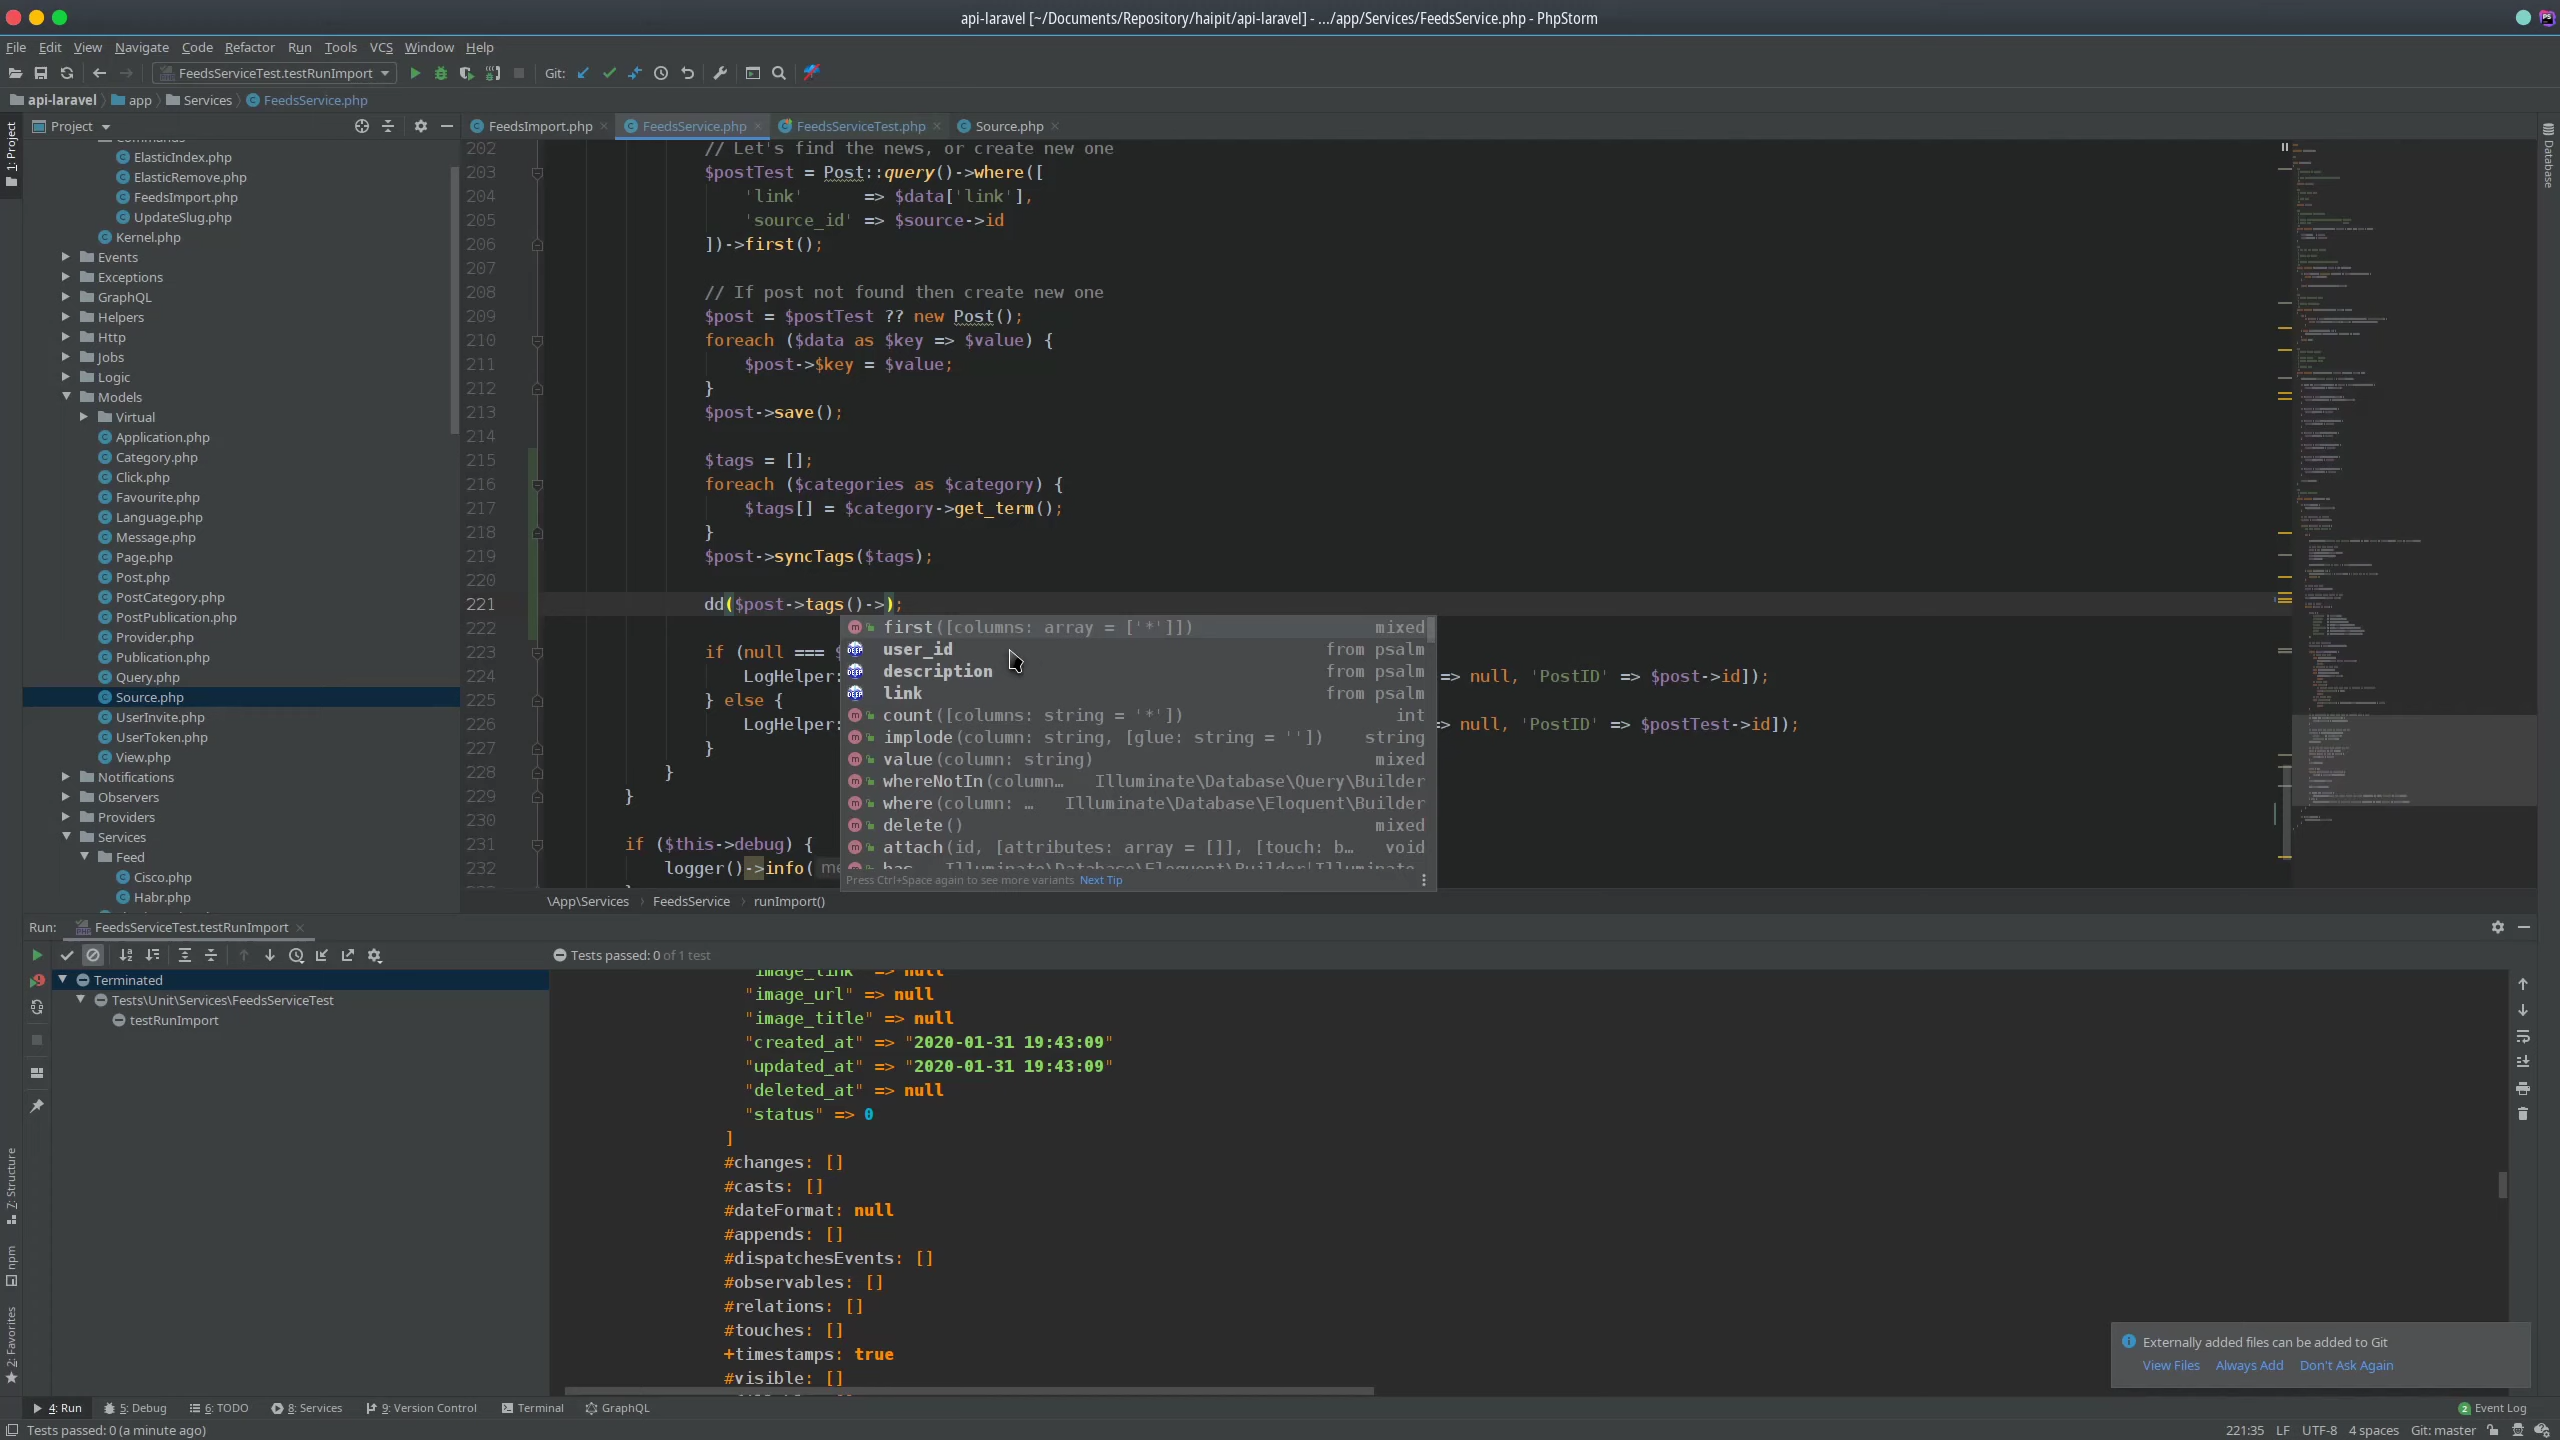 api-laravel [~/Documents/Repository/haipit/api-laravel] - .../app/Services/FeedsService.php - PhpStorm
File Edit View Navigate Code Refactor Run Tools VCS Window Help
FeedsServiceTest.testRunImport Git:
api-laravel app Services FeedsService.php
1: Project
Project
FeedsImport.php FeedsService.php FeedsServiceTest.php Source.php
Database
Commands
ElasticIndex.php
ElasticRemove.php
FeedsImport.php
UpdateSlug.php
Kernel.php
Events
Exceptions
GraphQL
Helpers
Http
Jobs
Logic
Models
Virtual
Application.php
Category.php
Click.php
Favourite.php
Language.php
Message.php
Page.php
Post.php
PostCategory.php
PostPublication.php
Provider.php
Publication.php
Query.php
Source.php
UserInvite.php
UserToken.php
View.php
Notifications
Observers
Providers
Services
Feed
Cisco.php
Habr.php
202 // Let's find the news, or create new one
203 $postTest = Post::query()->where([
204 'link' => $data['link'],
205 'source_id' => $source->id
206 ])->first();
207
208 // If post not found then create new one
209 $post = $postTest ?? new Post();
210 foreach ($data as $key => $value) {
211 $post->$key = $value;
212 }
213 $post->save();
214
215 $tags = [];
216 foreach ($categories as $category) {
217 $tags[] = $category->get_term();
218 }
219 $post->syncTags($tags);
220
221 dd($post->tags()->);
222
223 if (null === $
224 LogHelper: => null, 'PostID' => $post->id]);
225 } else {
226 LogHelper: => null, 'PostID' => $postTest->id]);
227 }
228 }
229 }
230
231 if ($this->debug) {
232 logger()->info( me
first([columns: array = ['*']]) mixed
user_id from psalm
description from psalm
link from psalm
count([columns: string = '*']) int
implode(column: string, [glue: string = '']) string
value(column: string) mixed
whereNotIn(column… Illuminate\Database\Query\Builder
where(column: … Illuminate\Database\Eloquent\Builder
delete() mixed
attach(id, [attributes: array = []], [touch: b… void
has… Illuminate\Database\Eloquent\Builder|Illuminate…
Press Ctrl+Space again to see more variants Next Tip
\App\Services FeedsService runImport()
Run: FeedsServiceTest.testRunImport
Tests passed: 0 of 1 test
Terminated
Tests\Unit\Services\FeedsServiceTest
testRunImport
"image_link" => null
"image_url" => null
"image_title" => null
"created_at" => "2020-01-31 19:43:09"
"updated_at" => "2020-01-31 19:43:09"
"deleted_at" => null
"status" => 0
]
#changes: []
#casts: []
#dateFormat: null
#appends: []
#dispatchesEvents: []
#observables: []
#relations: []
#touches: []
+timestamps: true
#visible: []
Z: Structure
npm
2: Favorites
Externally added files can be added to Git
View Files Always Add Don't Ask Again
4: Run 5: Debug 6: TODO 8: Services 9: Version Control Terminal GraphQL 2 Event Log
Tests passed: 0 (a minute ago) 221:35 LF UTF-8 4 spaces Git: master